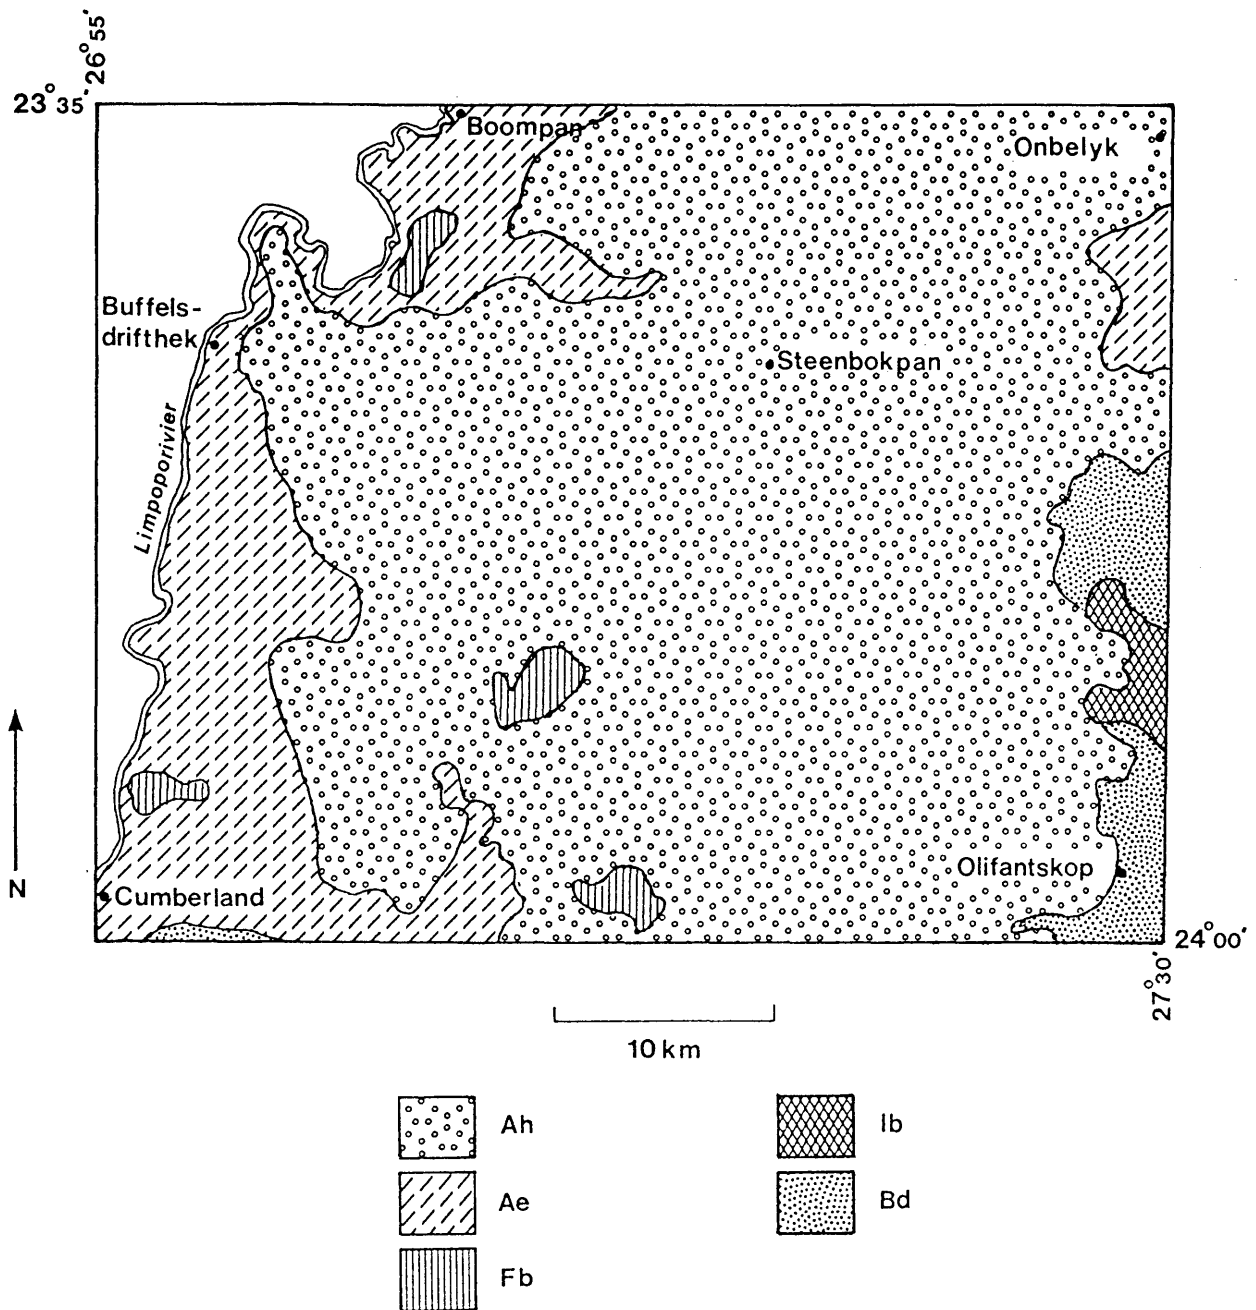 26°55'
23°35'
Boompan
Onbelyk
Buffels-
drifthek
Steenbokpan
Limpoporivier
N
Cumberland
Olifantskop
24°00'
27°30'
10 km
Ah
Ib
Ae
Bd
Fb